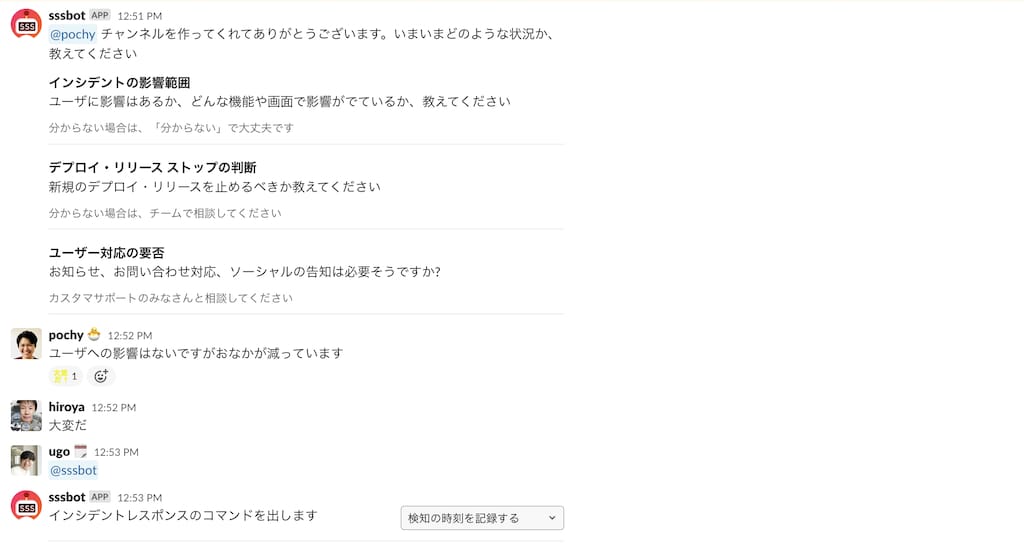 sssbot APP 12:51 PM
@pochy チャンネルを作ってくれてありがとうございます。いまいまどのような状況か、
教えてください
インシデントの影響範囲
ユーザに影響はあるか、どんな機能や画面で影響がでているか、教えてください
分からない場合は、「分からない」で大丈夫です
デプロイ・リリース ストップの判断
新規のデプロイ・リリースを止めるべきか教えてください
分からない場合は、チームで相談してください
ユーザー対応の要否
お知らせ、お問い合わせ対応、ソーシャルの告知は必要そうですか?
カスタマサポートのみなさんと相談してください
pochy 12:52 PM
ユーザへの影響はないですがおなかが減っています
1
hiroya 12:52 PM
大変だ
ugo 12:53 PM
@sssbot
sssbot APP 12:53 PM
インシデントレスポンスのコマンドを出します
検知の時刻を記録する